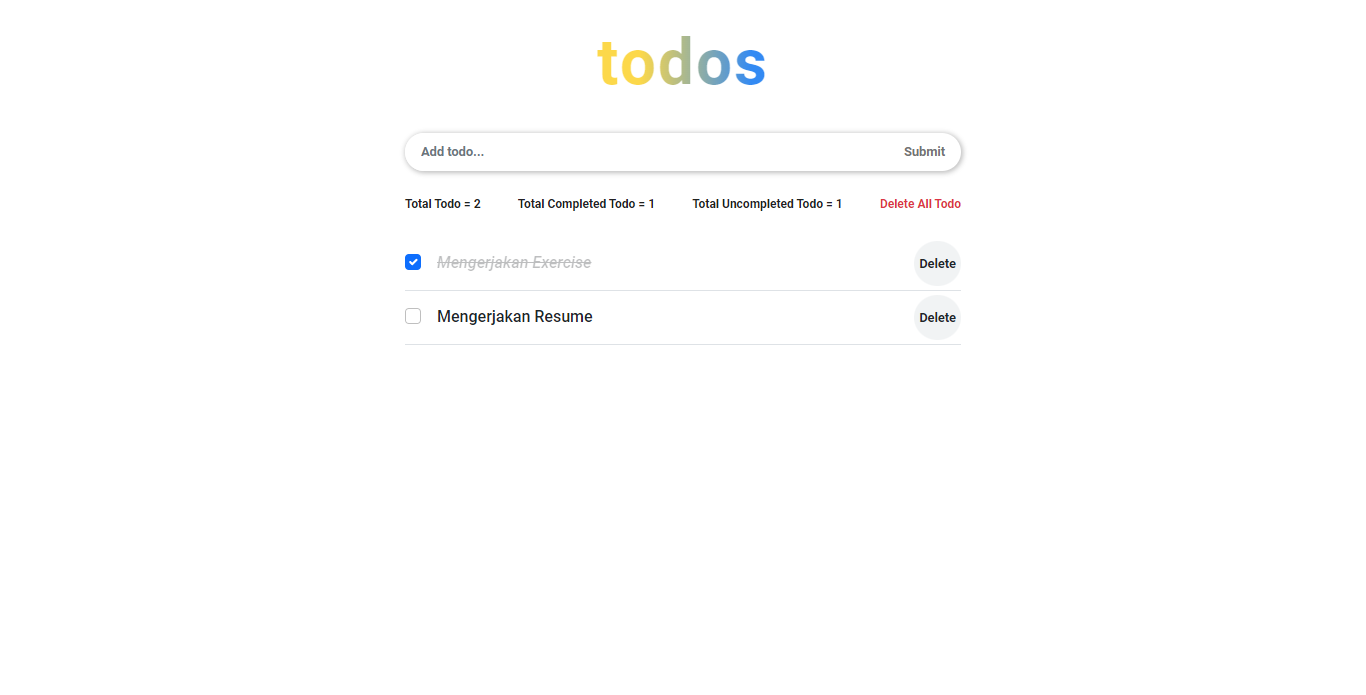 todos
Add todo... Submit
Total Todo = 2 Total Completed Todo = 1 Total Uncompleted Todo = 1 Delete All Todo
Mengerjakan Exercise Delete
Mengerjakan Resume Delete